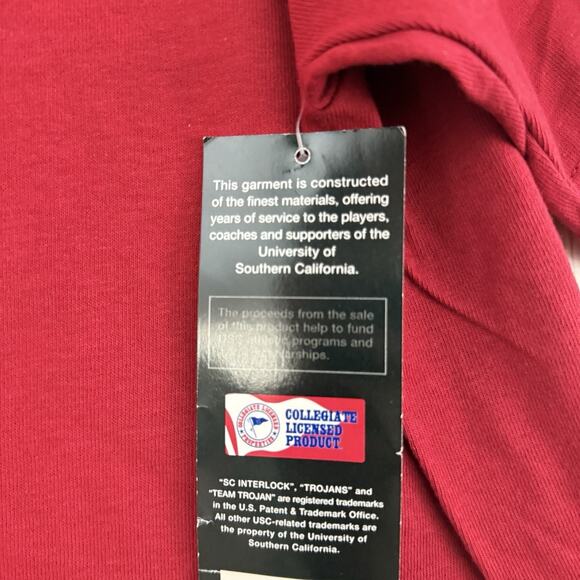 This garment is constructed
of the finest materials, offering
years of service to the players,
coaches and supporters of the
University of
Southern California.
The proceeds from the sale
of this product help to fund
USC athletic programs and
COLLEGIATE
LICENSED
PRODUCT
"SC INTERLOCK", "TROJANS" and
"TEAM TROJAN" are registered trademarks
in the U.S. Patent & Trademark Office.
All other USC-related trademarks are
the property of the University of
Southern California.